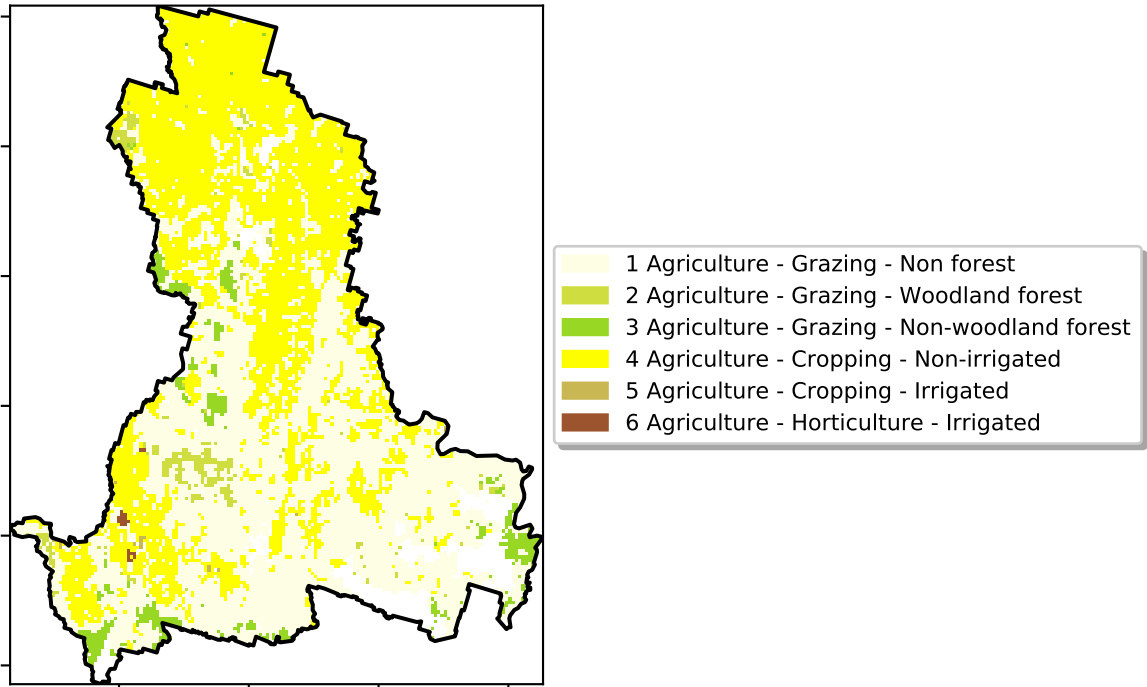 1 Agriculture - Grazing - Non forest
2 Agriculture - Grazing - Woodland forest
3 Agriculture - Grazing - Non-woodland forest
4 Agriculture - Cropping - Non-irrigated
5 Agriculture - Cropping - Irrigated
6 Agriculture - Horticulture - Irrigated